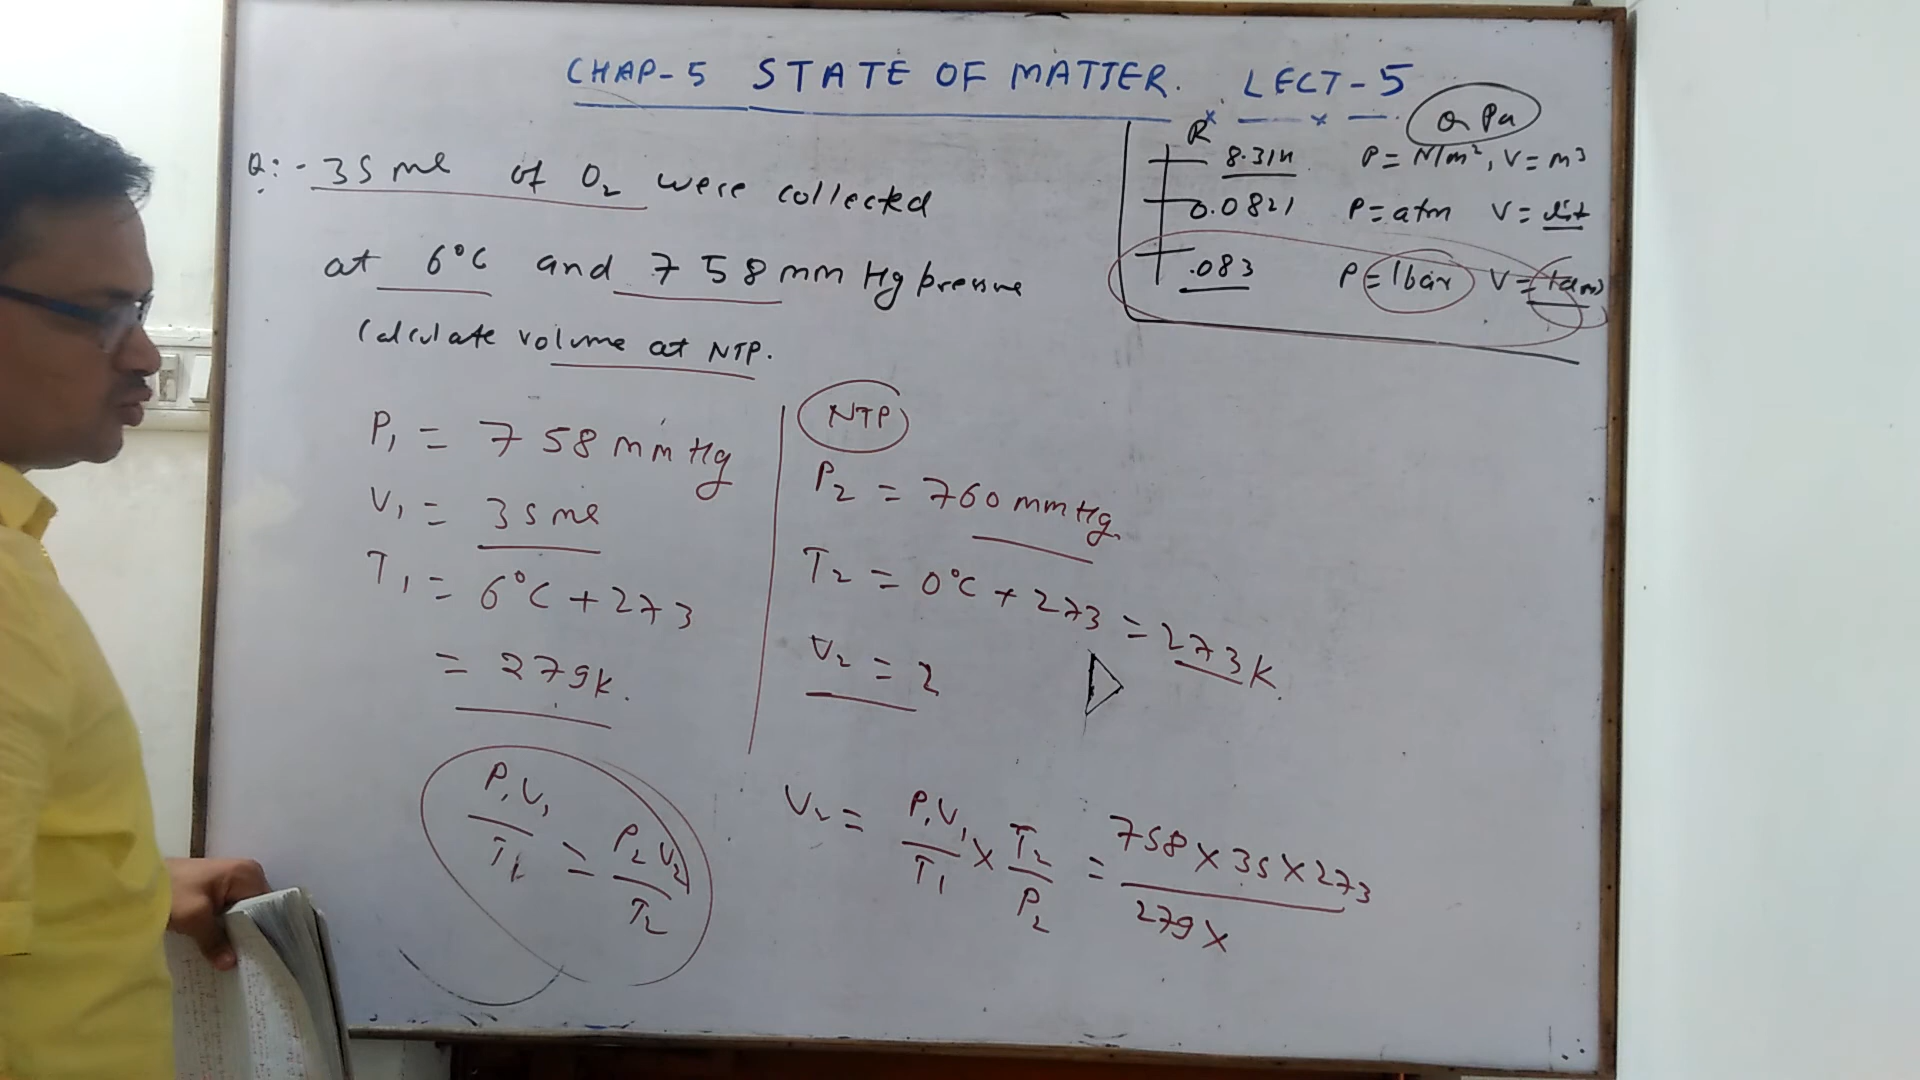 CHAP-5 STATE OF MATTER. LECT-5
Q:- 35 ml of O₂ were collected
at 6°C and 758 mm Hg pressure
Calculate volume at NTP.
R
or Pa
8.314 P = N/m², V = m³
0.0821 P = atm V = lit
.083 P = 1bar V =
P₁ = 758 mm Hg
V₁ = 35 ml
T₁ = 6°C + 273
= 279K.
NTP
P₂ = 760 mm Hg.
T₂ = 0°C + 273 = 273K.
V₂ = ?
P₁V₁/T₁ = P₂V₂/T₂
V₂ = P₁V₁/T₁ × T₂/P₂ = 758 × 35 × 273 / 279 ×